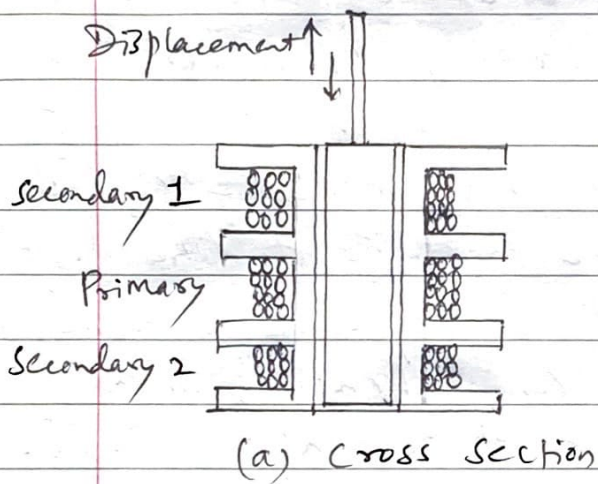 Displacement
secondary 1
Primary
Secondary 2
(a) Cross Section